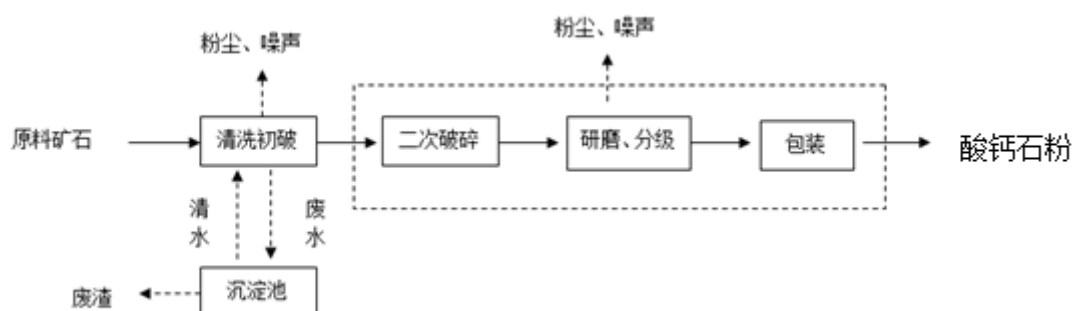 粉尘、噪声
粉尘、噪声
原料矿石
清洗初破
二次破碎
研磨、分级
包装
酸钙石粉
清水
废水
沉淀池
废渣